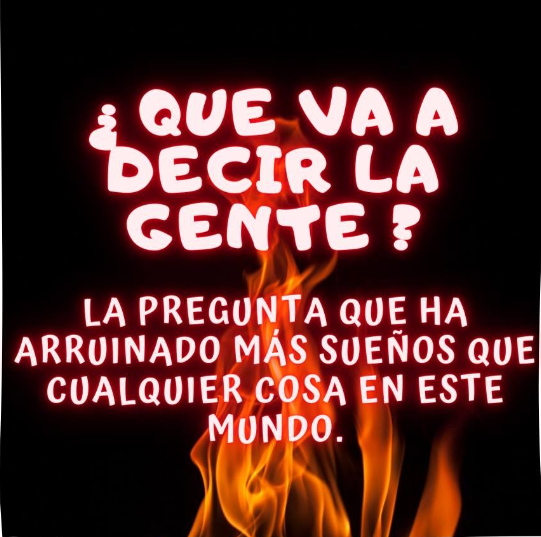 ¿ QUE VA A
DECIR LA
GENTE ?
LA PREGUNTA QUE HA
ARRUINADO MÁS SUEÑOS QUE
CUALQUIER COSA EN ESTE
MUNDO.